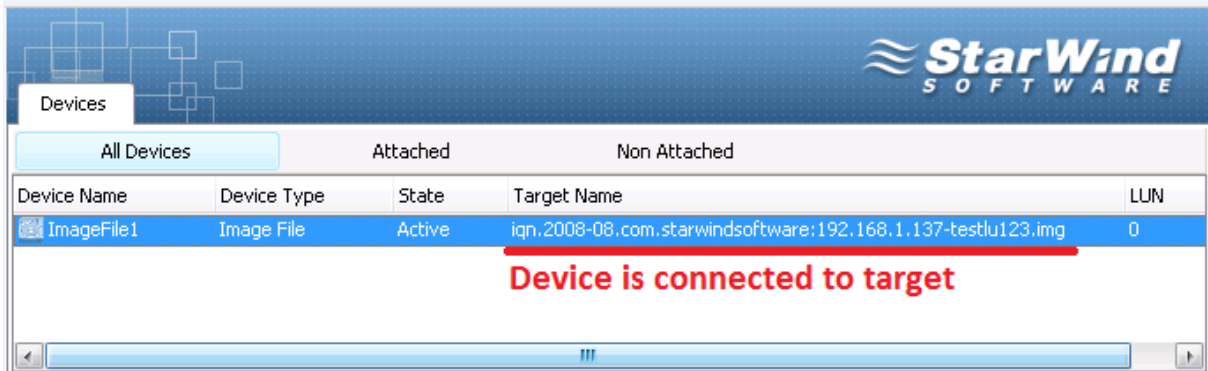 StarWind
SOFTWARE
Devices
All Devices Attached Non Attached
Device Name Device Type State Target Name LUN
ImageFile1 Image File Active iqn.2008-08.com.starwindsoftware:192.168.1.137-testlu123.img 0
Device is connected to target